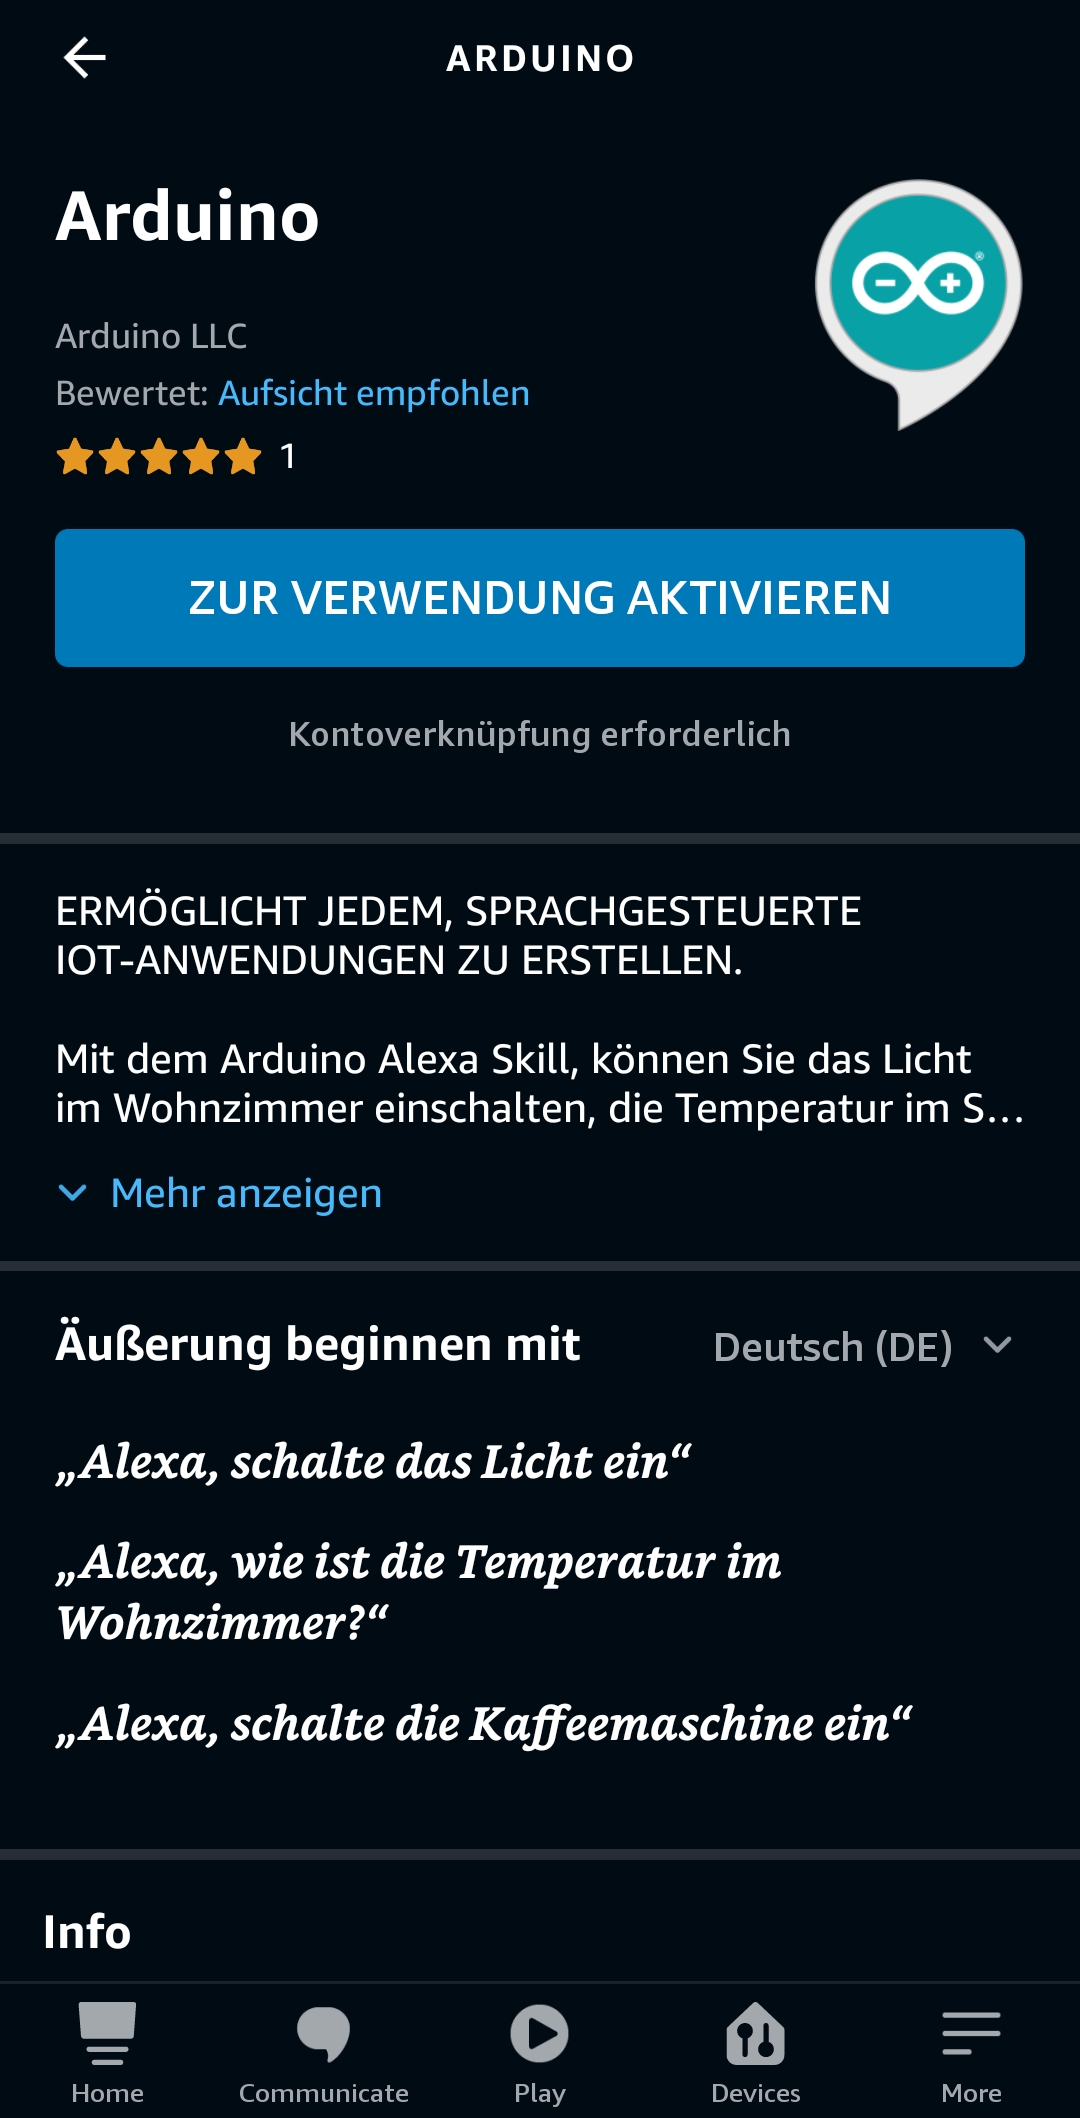 ARDUINO
Arduino
Arduino LLC
Bewertet: Aufsicht empfohlen
1
ZUR VERWENDUNG AKTIVIEREN
Kontoverknüpfung erforderlich
ERMÖGLICHT JEDEM, SPRACHGESTEUERTE
IOT-ANWENDUNGEN ZU ERSTELLEN.
Mit dem Arduino Alexa Skill, können Sie das Licht
im Wohnzimmer einschalten, die Temperatur im S...
Mehr anzeigen
Äußerung beginnen mit
Deutsch (DE)
„Alexa, schalte das Licht ein“
„Alexa, wie ist die Temperatur im
Wohnzimmer?“
„Alexa, schalte die Kaffeemaschine ein“
Info
Home
Communicate
Play
Devices
More